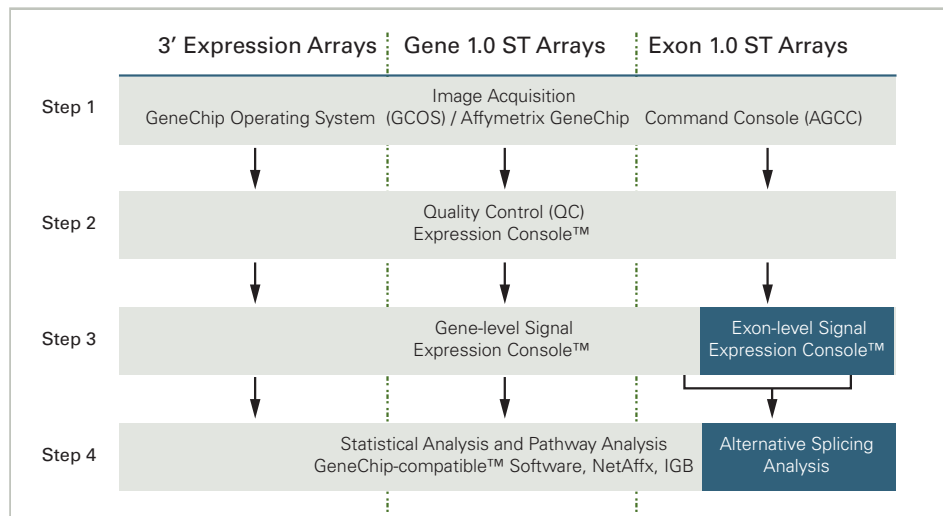 3’ Expression Arrays
Gene 1.0 ST Arrays
Exon 1.0 ST Arrays
Step 1
Image Acquisition
GeneChip Operating System (GCOS) / Affymetrix GeneChip Command Console (AGCC)
Step 2
Quality Control (QC)
Expression Console™
Step 3
Gene-level Signal
Expression Console™
Exon-level Signal
Expression Console™
Step 4
Statistical Analysis and Pathway Analysis
GeneChip-compatible™ Software, NetAffx, IGB
Alternative Splicing
Analysis